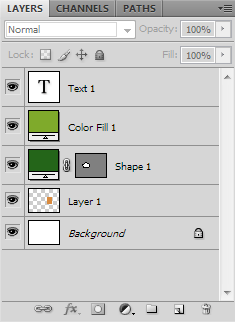 LAYERS CHANNELS PATHS
Normal Opacity: 100%
Lock: Fill: 100%
T Text 1
Color Fill 1
Shape 1
Layer 1
Background
fx